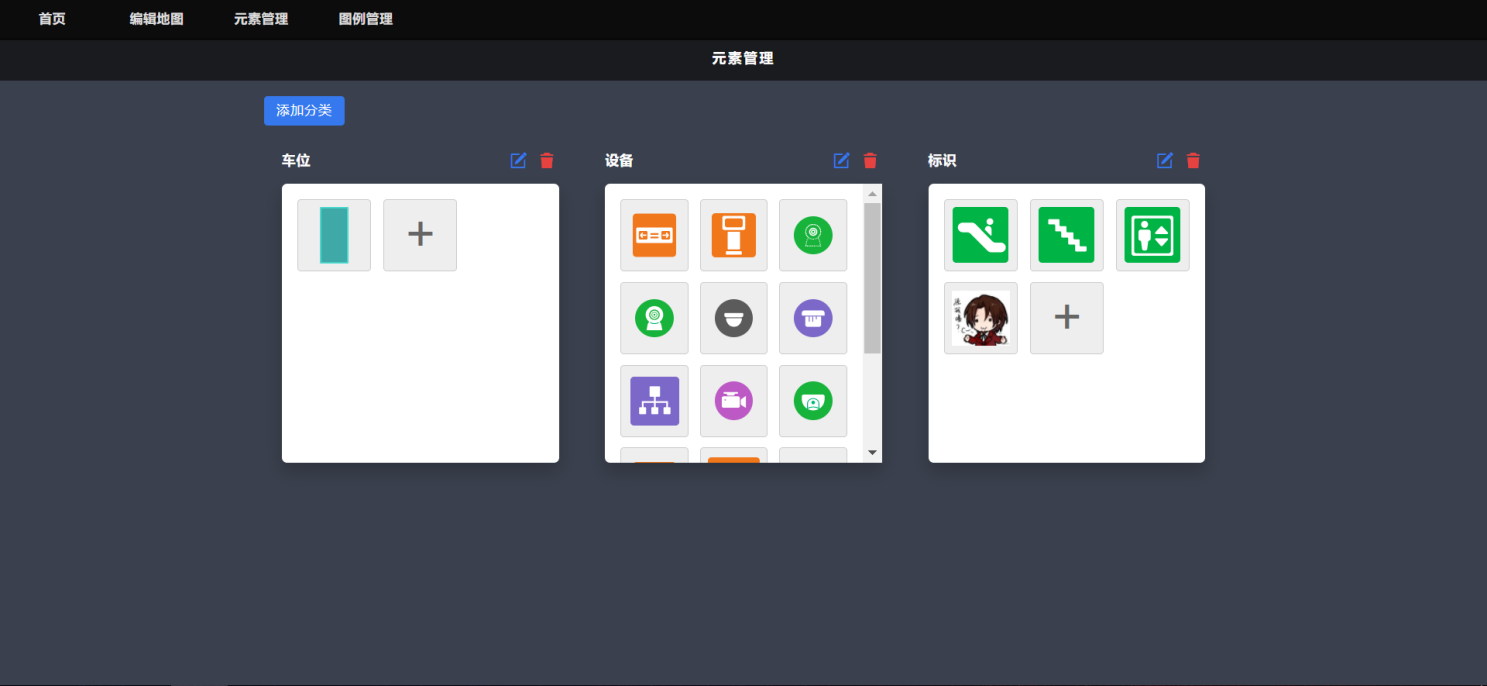 首页
编辑地图
元素管理
图例管理
元素管理
添加分类
车位
设备
标识